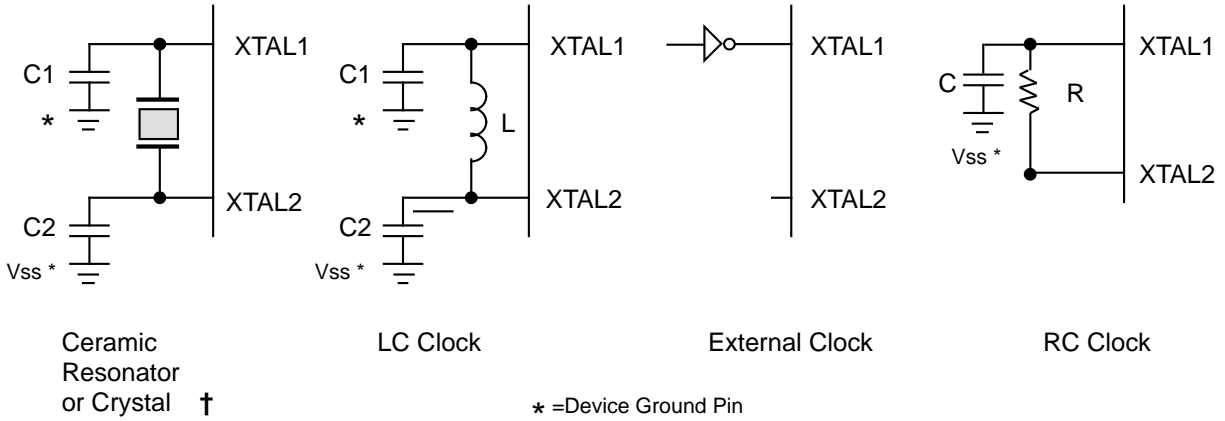 XTAL1
C1
*
XTAL2
C2
Vss *
Ceramic
Resonator
or Crystal †
XTAL1
C1
*
L
XTAL2
C2
Vss *
LC Clock
XTAL1
XTAL2
External Clock
XTAL1
C
R
Vss *
XTAL2
RC Clock
* =Device Ground Pin